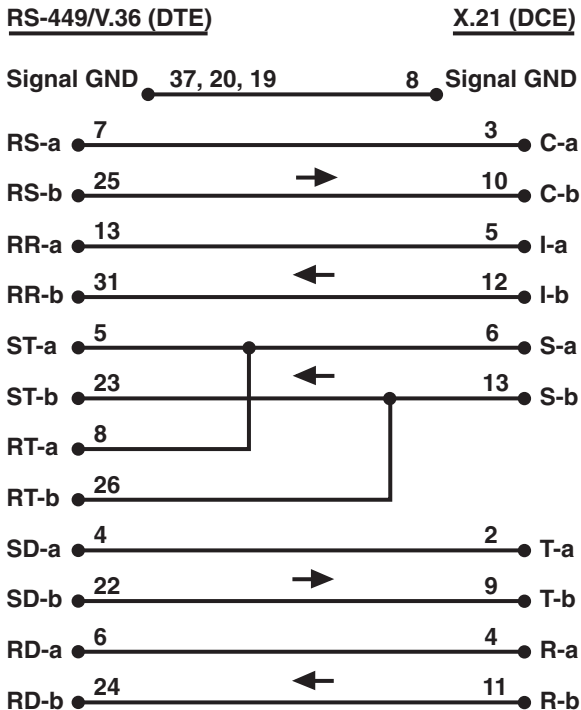 RS-449/V.36 (DTE) X.21 (DCE)
Signal GND 37, 20, 19 8 Signal GND
RS-a 7 3 C-a
RS-b 25 10 C-b
RR-a 13 5 I-a
RR-b 31 12 I-b
ST-a 5 6 S-a
ST-b 23 13 S-b
RT-a 8
RT-b 26
SD-a 4 2 T-a
SD-b 22 9 T-b
RD-a 6 4 R-a
RD-b 24 11 R-b